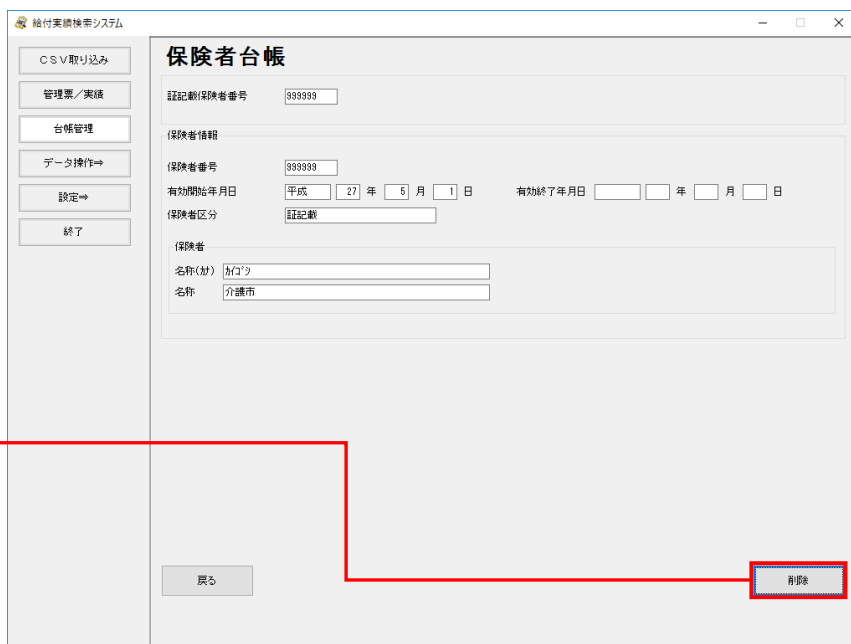 給付実績検索システム
CSV取り込み
管理票／実績
台帳管理
データ操作⇒
設定⇒
終了
保険者台帳
証記載保険者番号 999999
保険者情報
保険者番号 999999
有効開始年月日 平成 27 年 5 月 1 日 有効終了年月日 年 月 日
保険者区分 証記載
保険者
名称(ｶﾅ) ｶｲｺﾞｼ
名称 介護市
戻る
削除